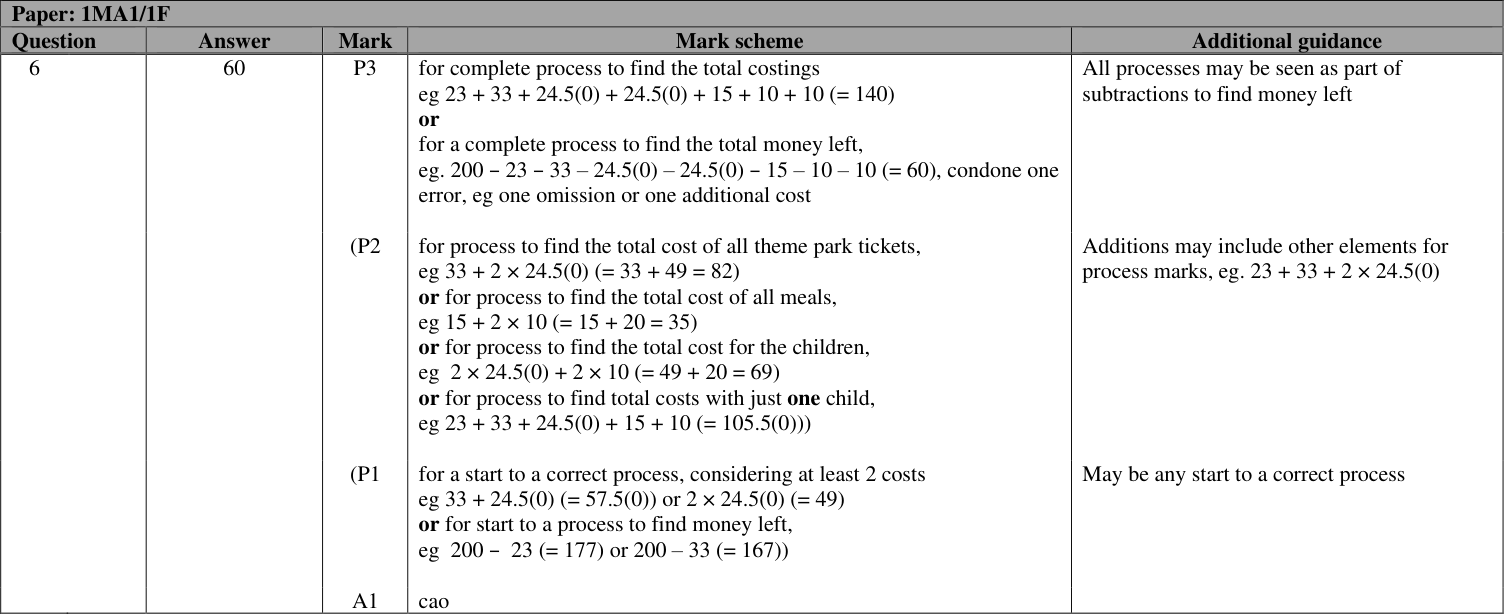 Paper: 1MA1/1F
Question Answer Mark Mark scheme Additional guidance
6 60 P3 for complete process to find the total costings All processes may be seen as part of
eg 23 + 33 + 24.5(0) + 24.5(0) + 15 + 10 + 10 (= 140) subtractions to find money left
or
for a complete process to find the total money left,
eg. 200 – 23 – 33 – 24.5(0) – 24.5(0) – 15 – 10 – 10 (= 60), condone one
error, eg one omission or one additional cost
(P2 for process to find the total cost of all theme park tickets, Additions may include other elements for
eg 33 + 2 × 24.5(0) (= 33 + 49 = 82) process marks, eg. 23 + 33 + 2 × 24.5(0)
or for process to find the total cost of all meals,
eg 15 + 2 × 10 (= 15 + 20 = 35)
or for process to find the total cost for the children,
eg 2 × 24.5(0) + 2 × 10 (= 49 + 20 = 69)
or for process to find total costs with just one child,
eg 23 + 33 + 24.5(0) + 15 + 10 (= 105.5(0)))
(P1 for a start to a correct process, considering at least 2 costs May be any start to a correct process
eg 33 + 24.5(0) (= 57.5(0)) or 2 × 24.5(0) (= 49)
or for start to a process to find money left,
eg 200 – 23 (= 177) or 200 – 33 (= 167))
A1 cao